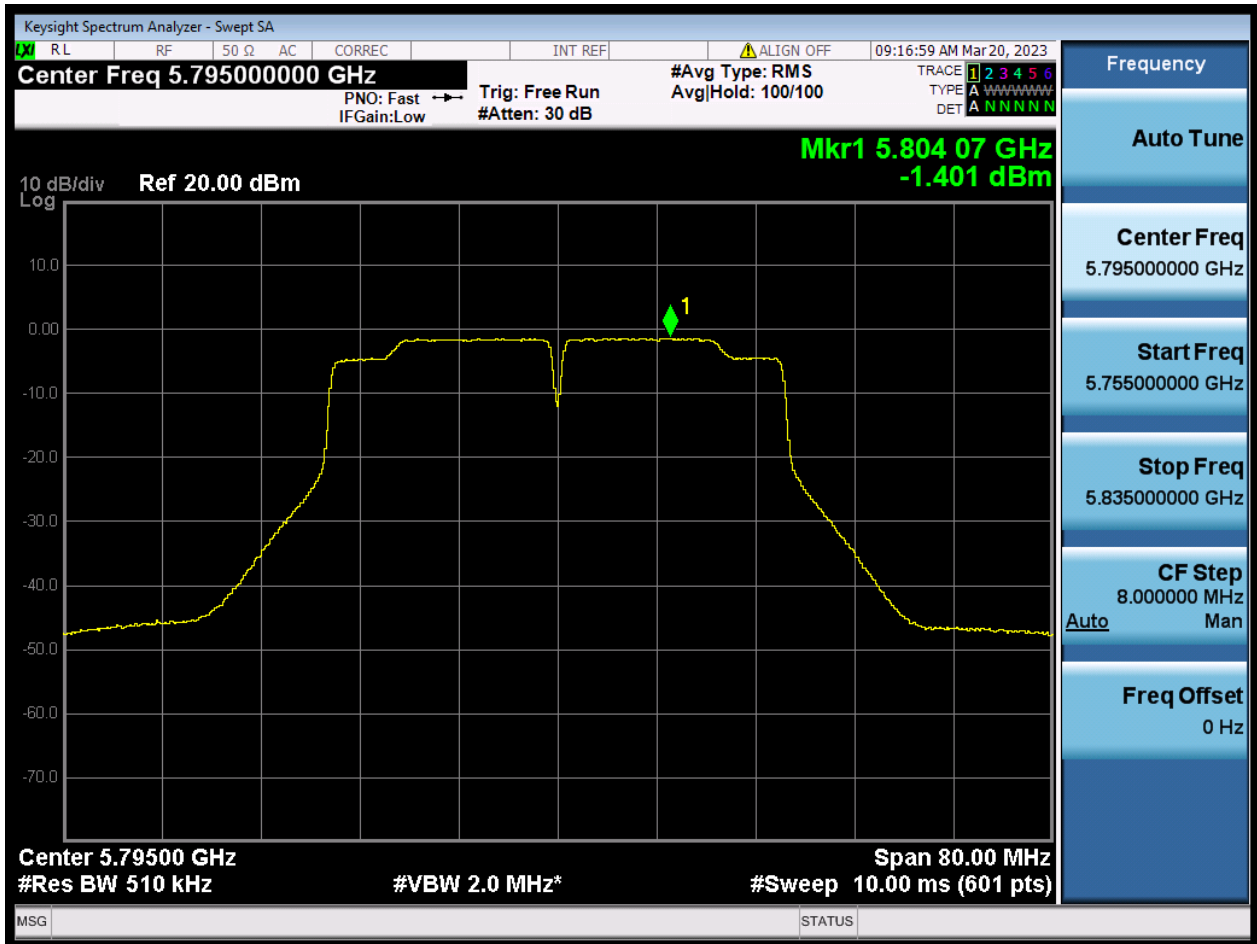 Keysight Spectrum Analyzer - Swept SA
LXI RL RF 50 Ω AC CORREC INT REF ALIGN OFF 09:16:59 AM Mar 20, 2023
Center Freq 5.795000000 GHz
PNO: Fast
IFGain:Low
Trig: Free Run
#Atten: 30 dB
#Avg Type: RMS
Avg|Hold: 100/100
TRACE 1 2 3 4 5 6
TYPE A WWWWW
DET A N N N N N
Mkr1 5.804 07 GHz
-1.401 dBm
10 dB/div Ref 20.00 dBm
Log
10.0
0.00
-10.0
-20.0
-30.0
-40.0
-50.0
-60.0
-70.0
1
Center 5.79500 GHz Span 80.00 MHz
#Res BW 510 kHz #VBW 2.0 MHz* #Sweep 10.00 ms (601 pts)
MSG STATUS
Frequency
Auto Tune
Center Freq
5.795000000 GHz
Start Freq
5.755000000 GHz
Stop Freq
5.835000000 GHz
CF Step
8.000000 MHz
Auto Man
Freq Offset
0 Hz